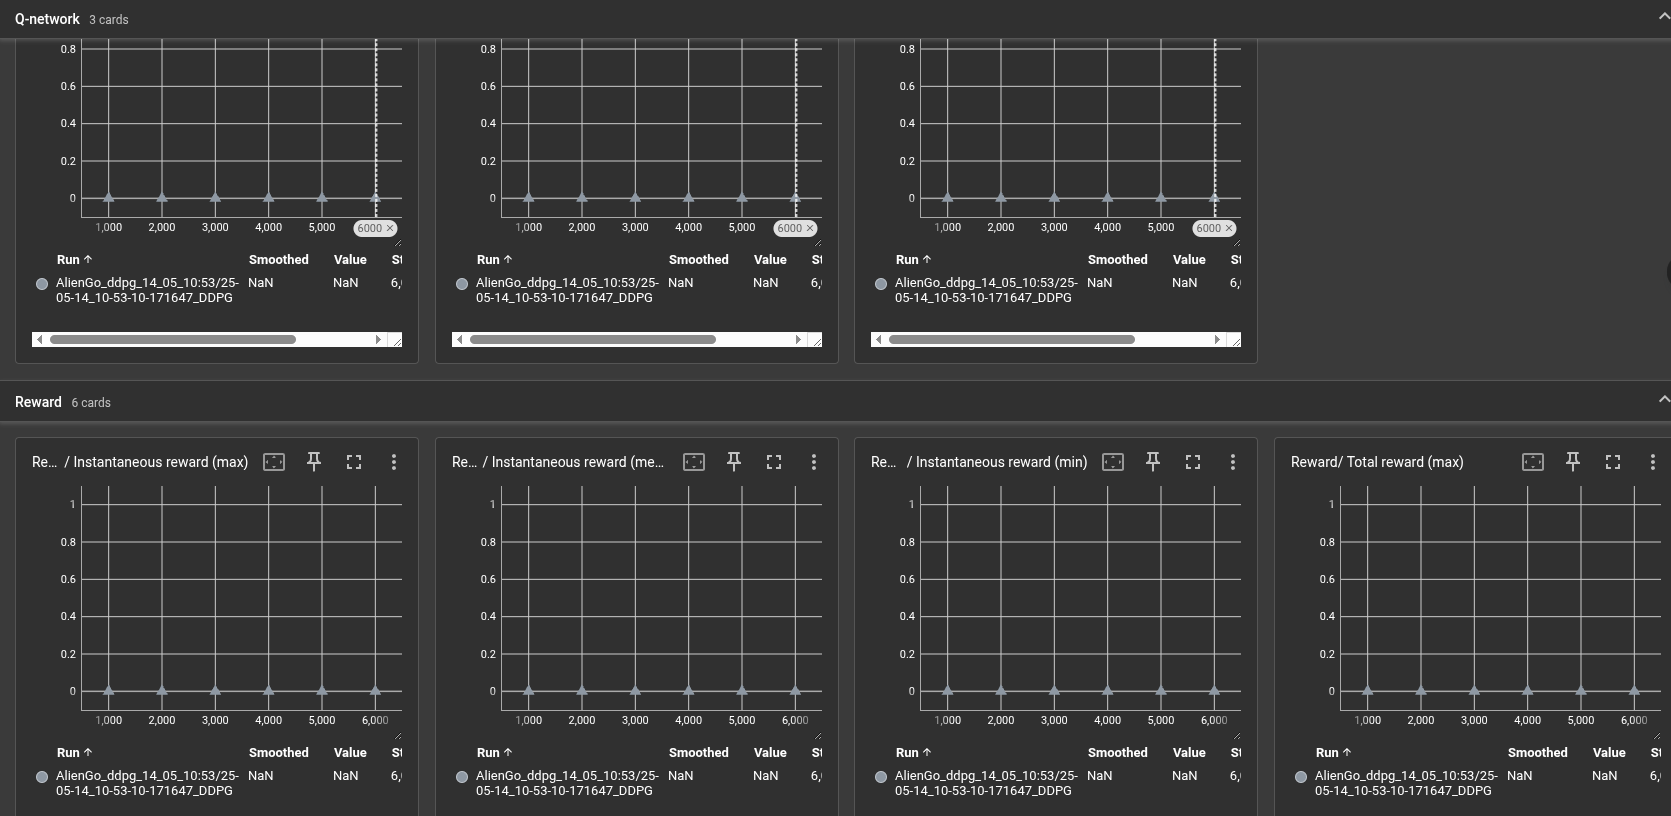 Q-network 3 cards
0.8 0.8 0.8
0.6 0.6 0.6
0.4 0.4 0.4
0.2 0.2 0.2
0 0 0
1,000 2,000 3,000 4,000 5,000 6000 1,000 2,000 3,000 4,000 5,000 6000 1,000 2,000 3,000 4,000 5,000 6000
Run Smoothed Value St Run Smoothed Value St Run Smoothed Value St
AlienGo_ddpg_14_05_10:53/25- NaN NaN 6,0 AlienGo_ddpg_14_05_10:53/25- NaN NaN 6,0 AlienGo_ddpg_14_05_10:53/25- NaN NaN 6,0
05-14_10-53-10-171647_DDPG 05-14_10-53-10-171647_DDPG 05-14_10-53-10-171647_DDPG
Reward 6 cards
Re... / Instantaneous reward (max) Re... / Instantaneous reward (me... Re... / Instantaneous reward (min) Reward/ Total reward (max)
1 1 1 1
0.8 0.8 0.8 0.8
0.6 0.6 0.6 0.6
0.4 0.4 0.4 0.4
0.2 0.2 0.2 0.2
0 0 0 0
1,000 2,000 3,000 4,000 5,000 6,000 1,000 2,000 3,000 4,000 5,000 6,000 1,000 2,000 3,000 4,000 5,000 6,000 1,000 2,000 3,000 4,000 5,000 6,000
Run Smoothed Value St Run Smoothed Value St Run Smoothed Value St Run Smoothed Value St
AlienGo_ddpg_14_05_10:53/25- NaN NaN 6,0 AlienGo_ddpg_14_05_10:53/25- NaN NaN 6,0 AlienGo_ddpg_14_05_10:53/25- NaN NaN 6,0 AlienGo_ddpg_14_05_10:53/25- NaN NaN 6,0
05-14_10-53-10-171647_DDPG 05-14_10-53-10-171647_DDPG 05-14_10-53-10-171647_DDPG 05-14_10-53-10-171647_DDPG